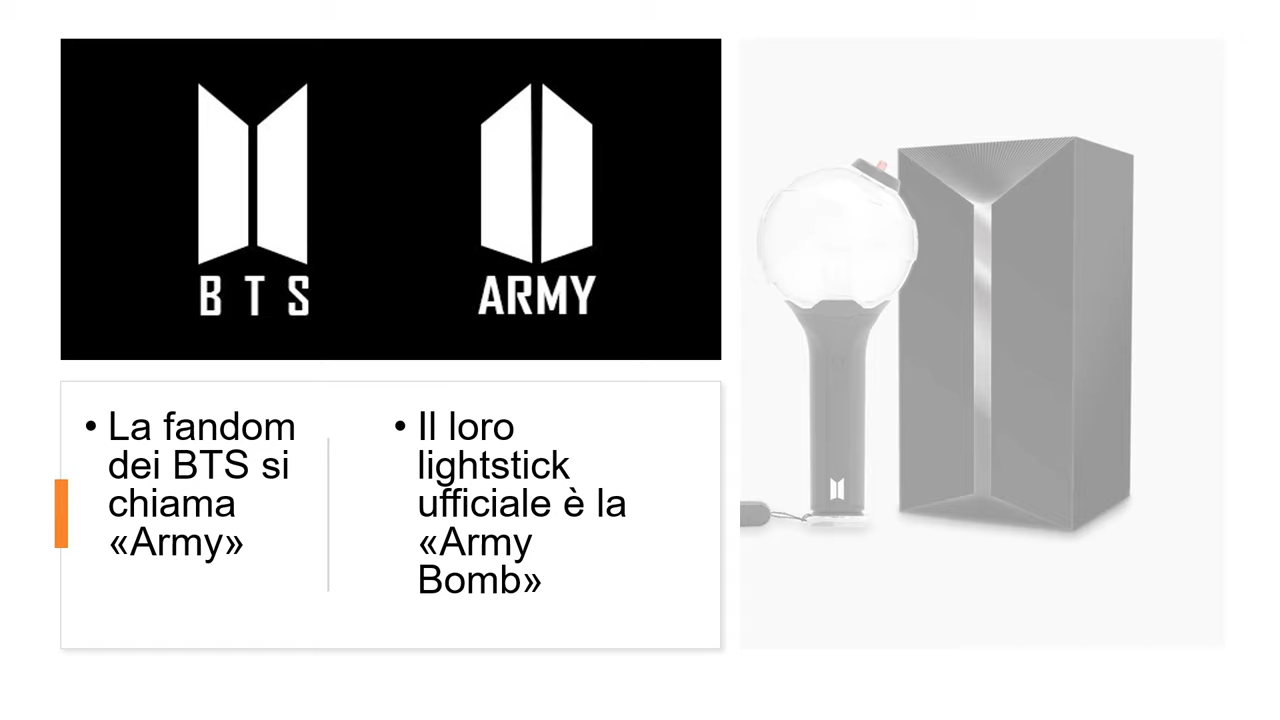 B T S
ARMY
• La fandom
dei BTS si
chiama
«Army»
• Il loro
lightstick
ufficiale è la
«Army
Bomb»